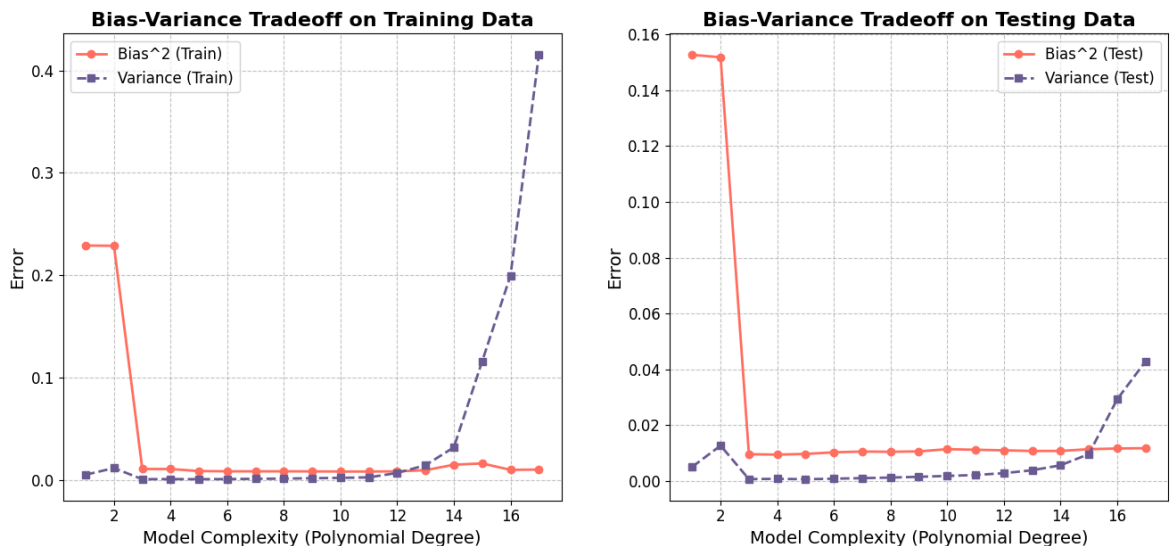 Bias-Variance Tradeoff on Training Data
Bias^2 (Train)
Variance (Train)
Error
0.4
0.3
0.2
0.1
0.0
2 4 6 8 10 12 14 16
Model Complexity (Polynomial Degree)
Bias-Variance Tradeoff on Testing Data
Bias^2 (Test)
Variance (Test)
Error
0.16
0.14
0.12
0.10
0.08
0.06
0.04
0.02
0.00
2 4 6 8 10 12 14 16
Model Complexity (Polynomial Degree)